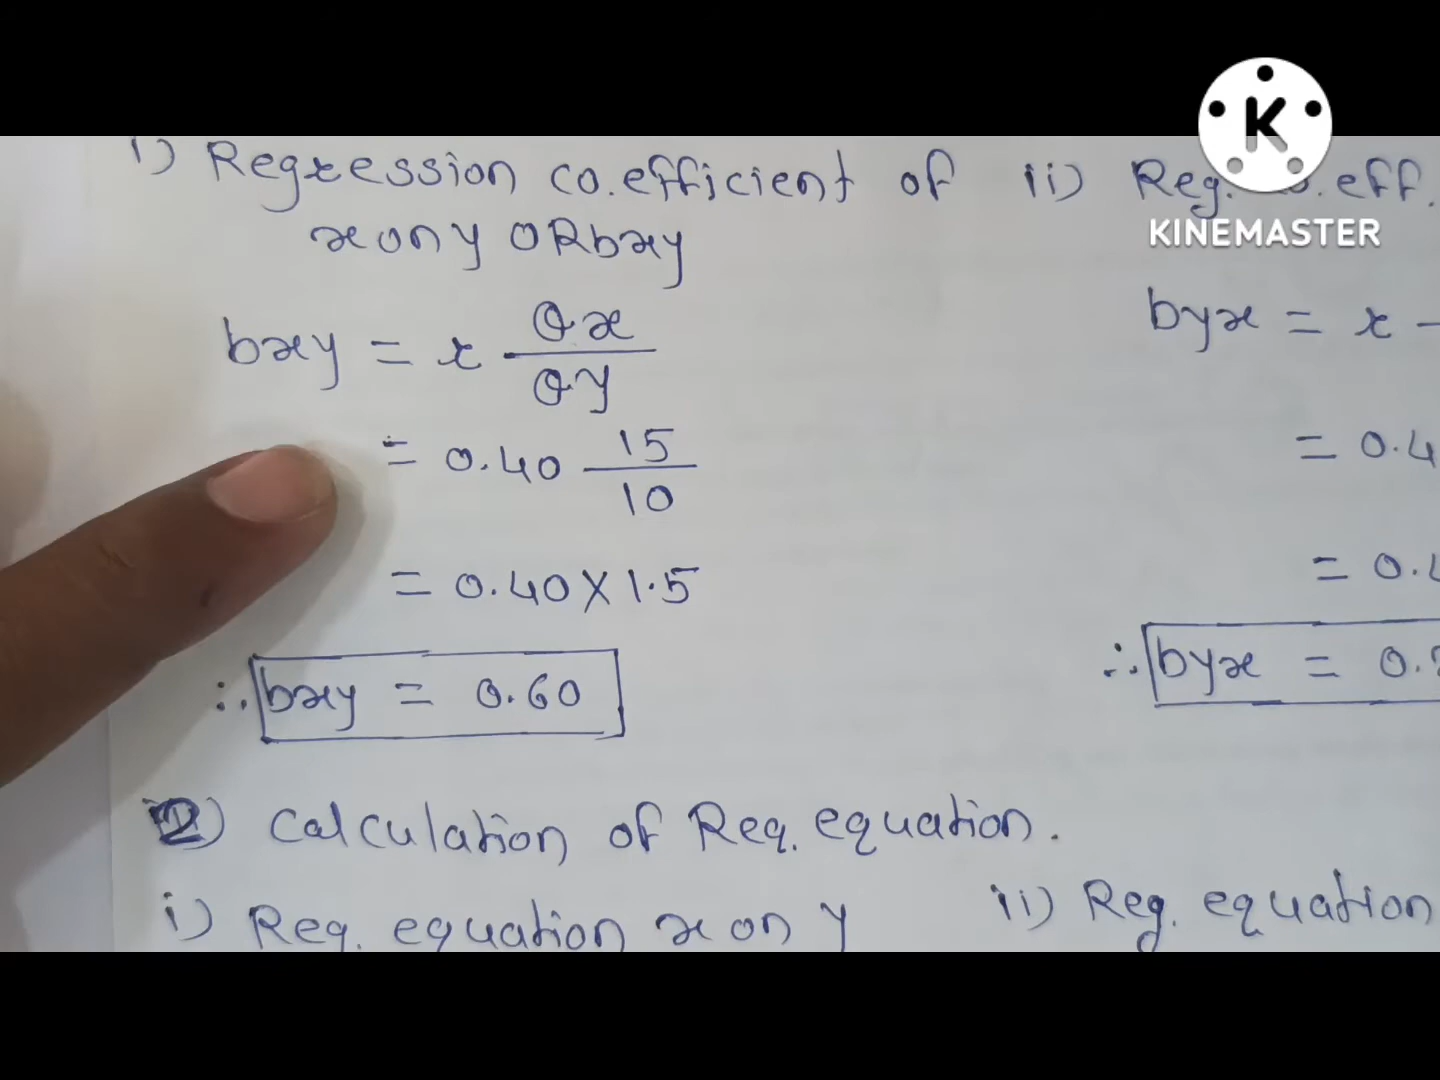 i) Regression co.efficient of
x on y OR bxy
bxy = r σx / σy
= 0.40 15 / 10
= 0.40 × 1.5
∴ bxy = 0.60
ii) Reg. eff.
byx = r -
= 0.4
= 0.
∴ byx = 0.
2) Calculation of Reg. equation.
i) Reg. equation x on y
ii) Reg. equation
K
KINEMASTER